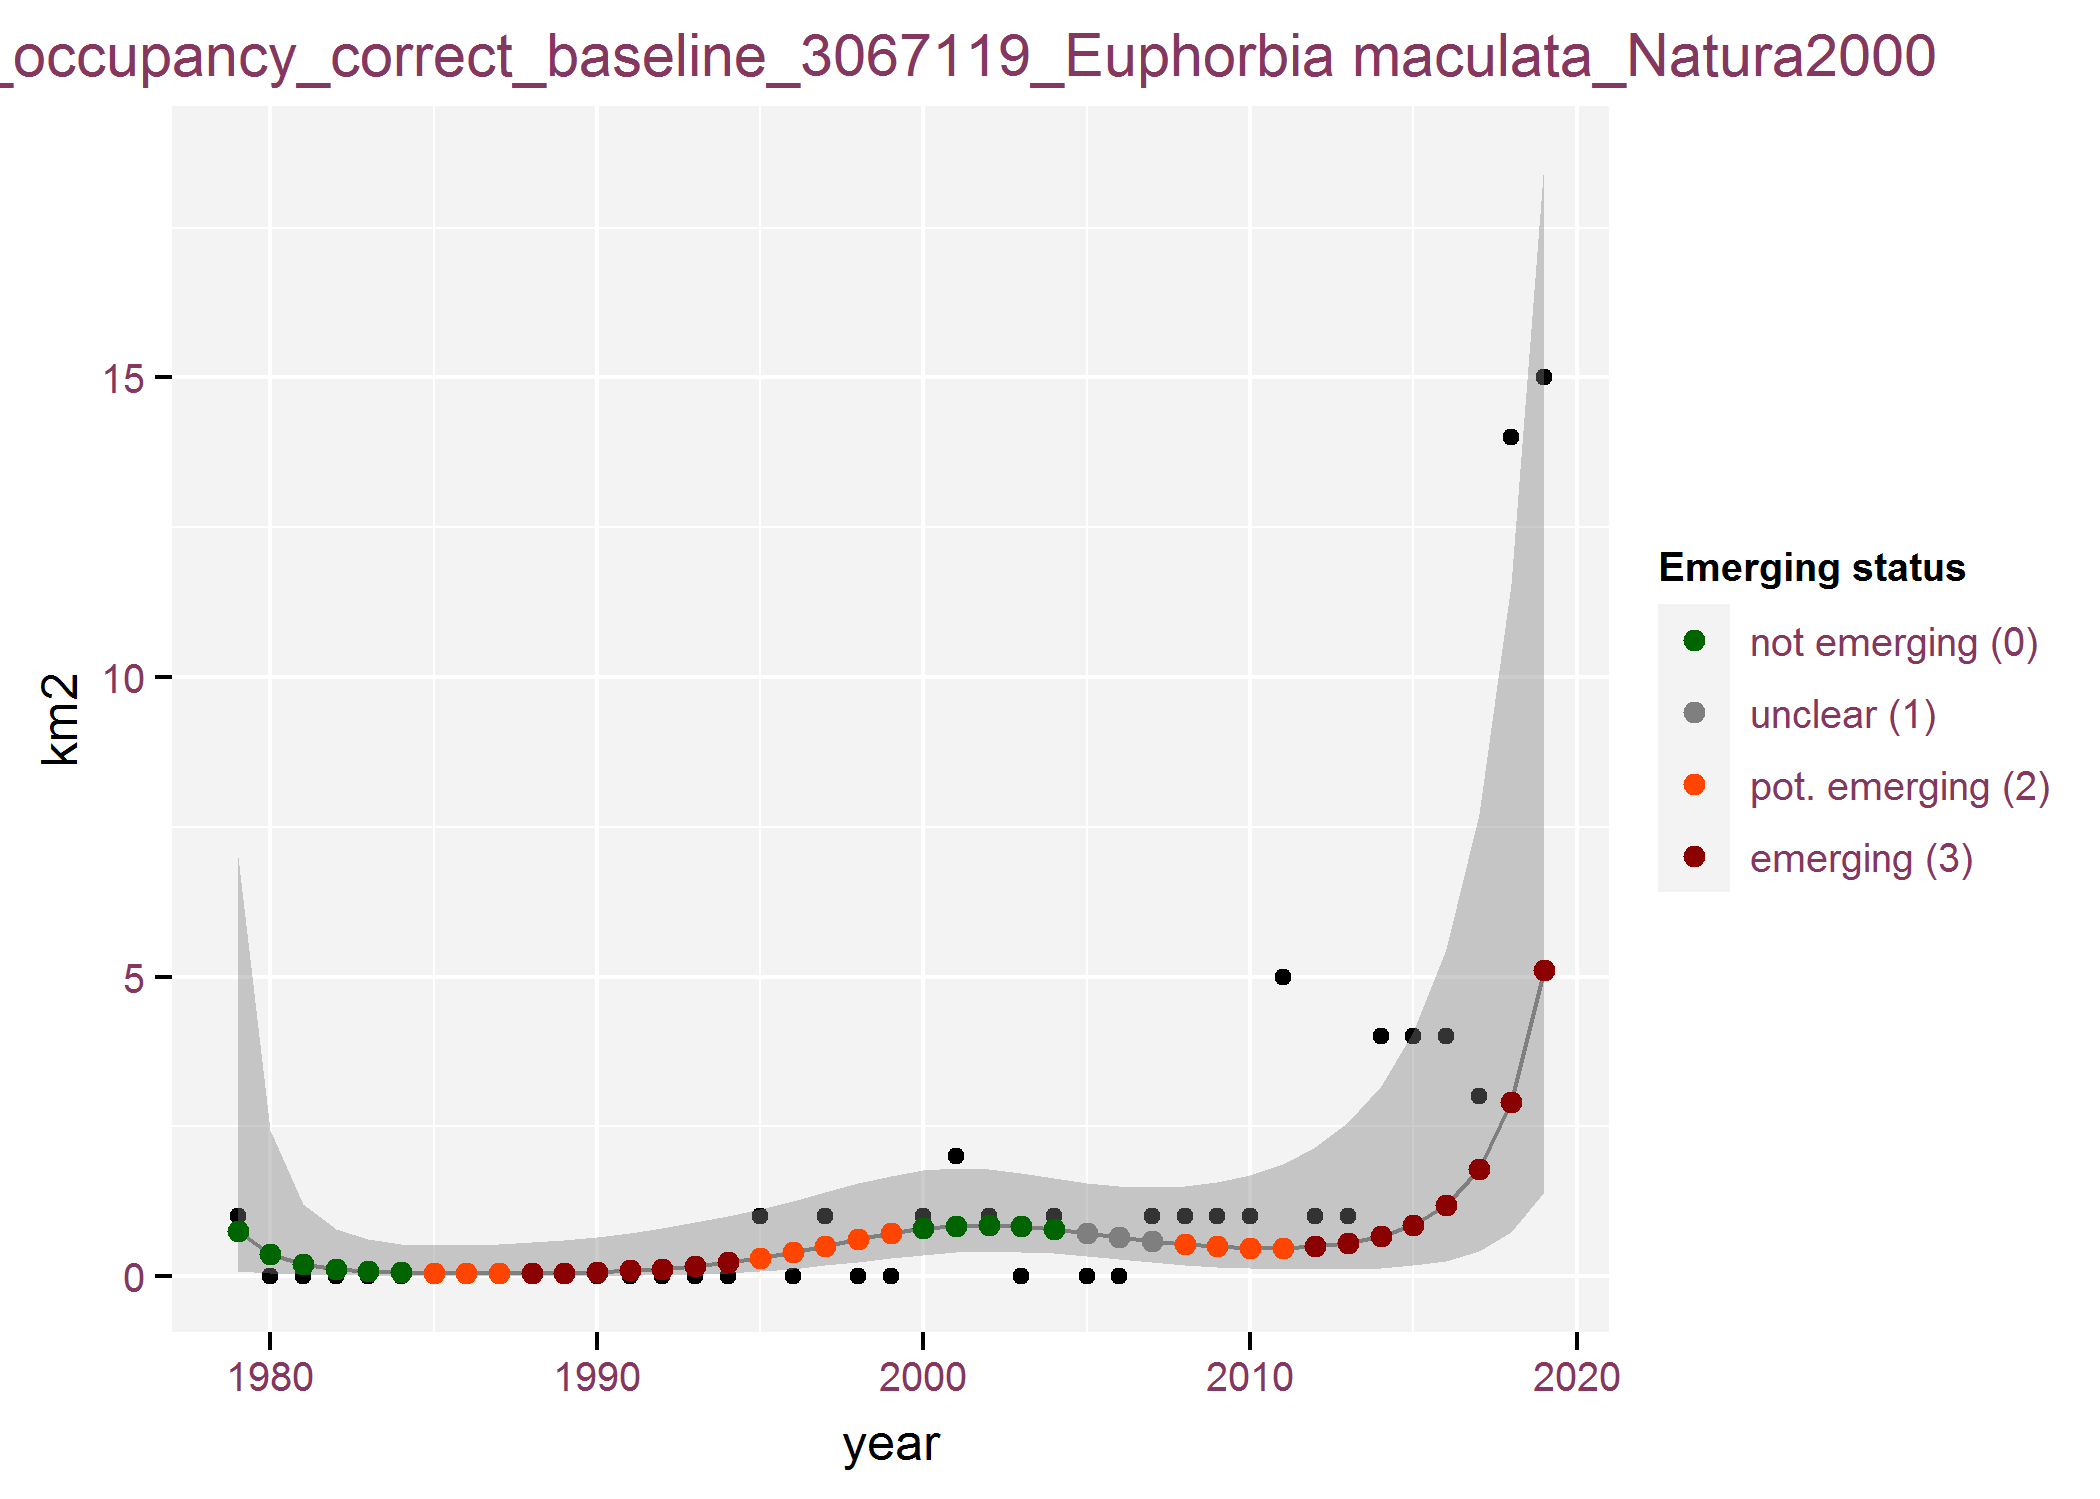 _occupancy_correct_baseline_3067119_Euphorbia maculata_Natura2000
15
10
5
0
km2
1980 1990 2000 2010 2020
year
Emerging status
not emerging (0)
unclear (1)
pot. emerging (2)
emerging (3)